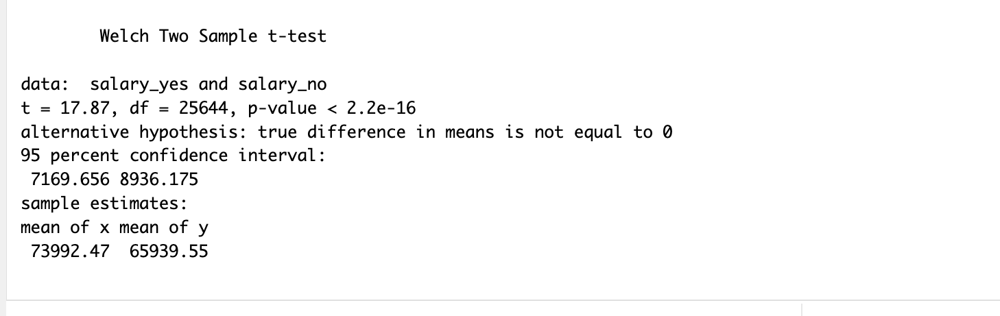 Welch Two Sample t-test
data:  salary_yes and salary_no
t = 17.87, df = 25644, p-value < 2.2e-16
alternative hypothesis: true difference in means is not equal to 0
95 percent confidence interval:
 7169.656 8936.175
sample estimates:
mean of x mean of y
 73992.47  65939.55